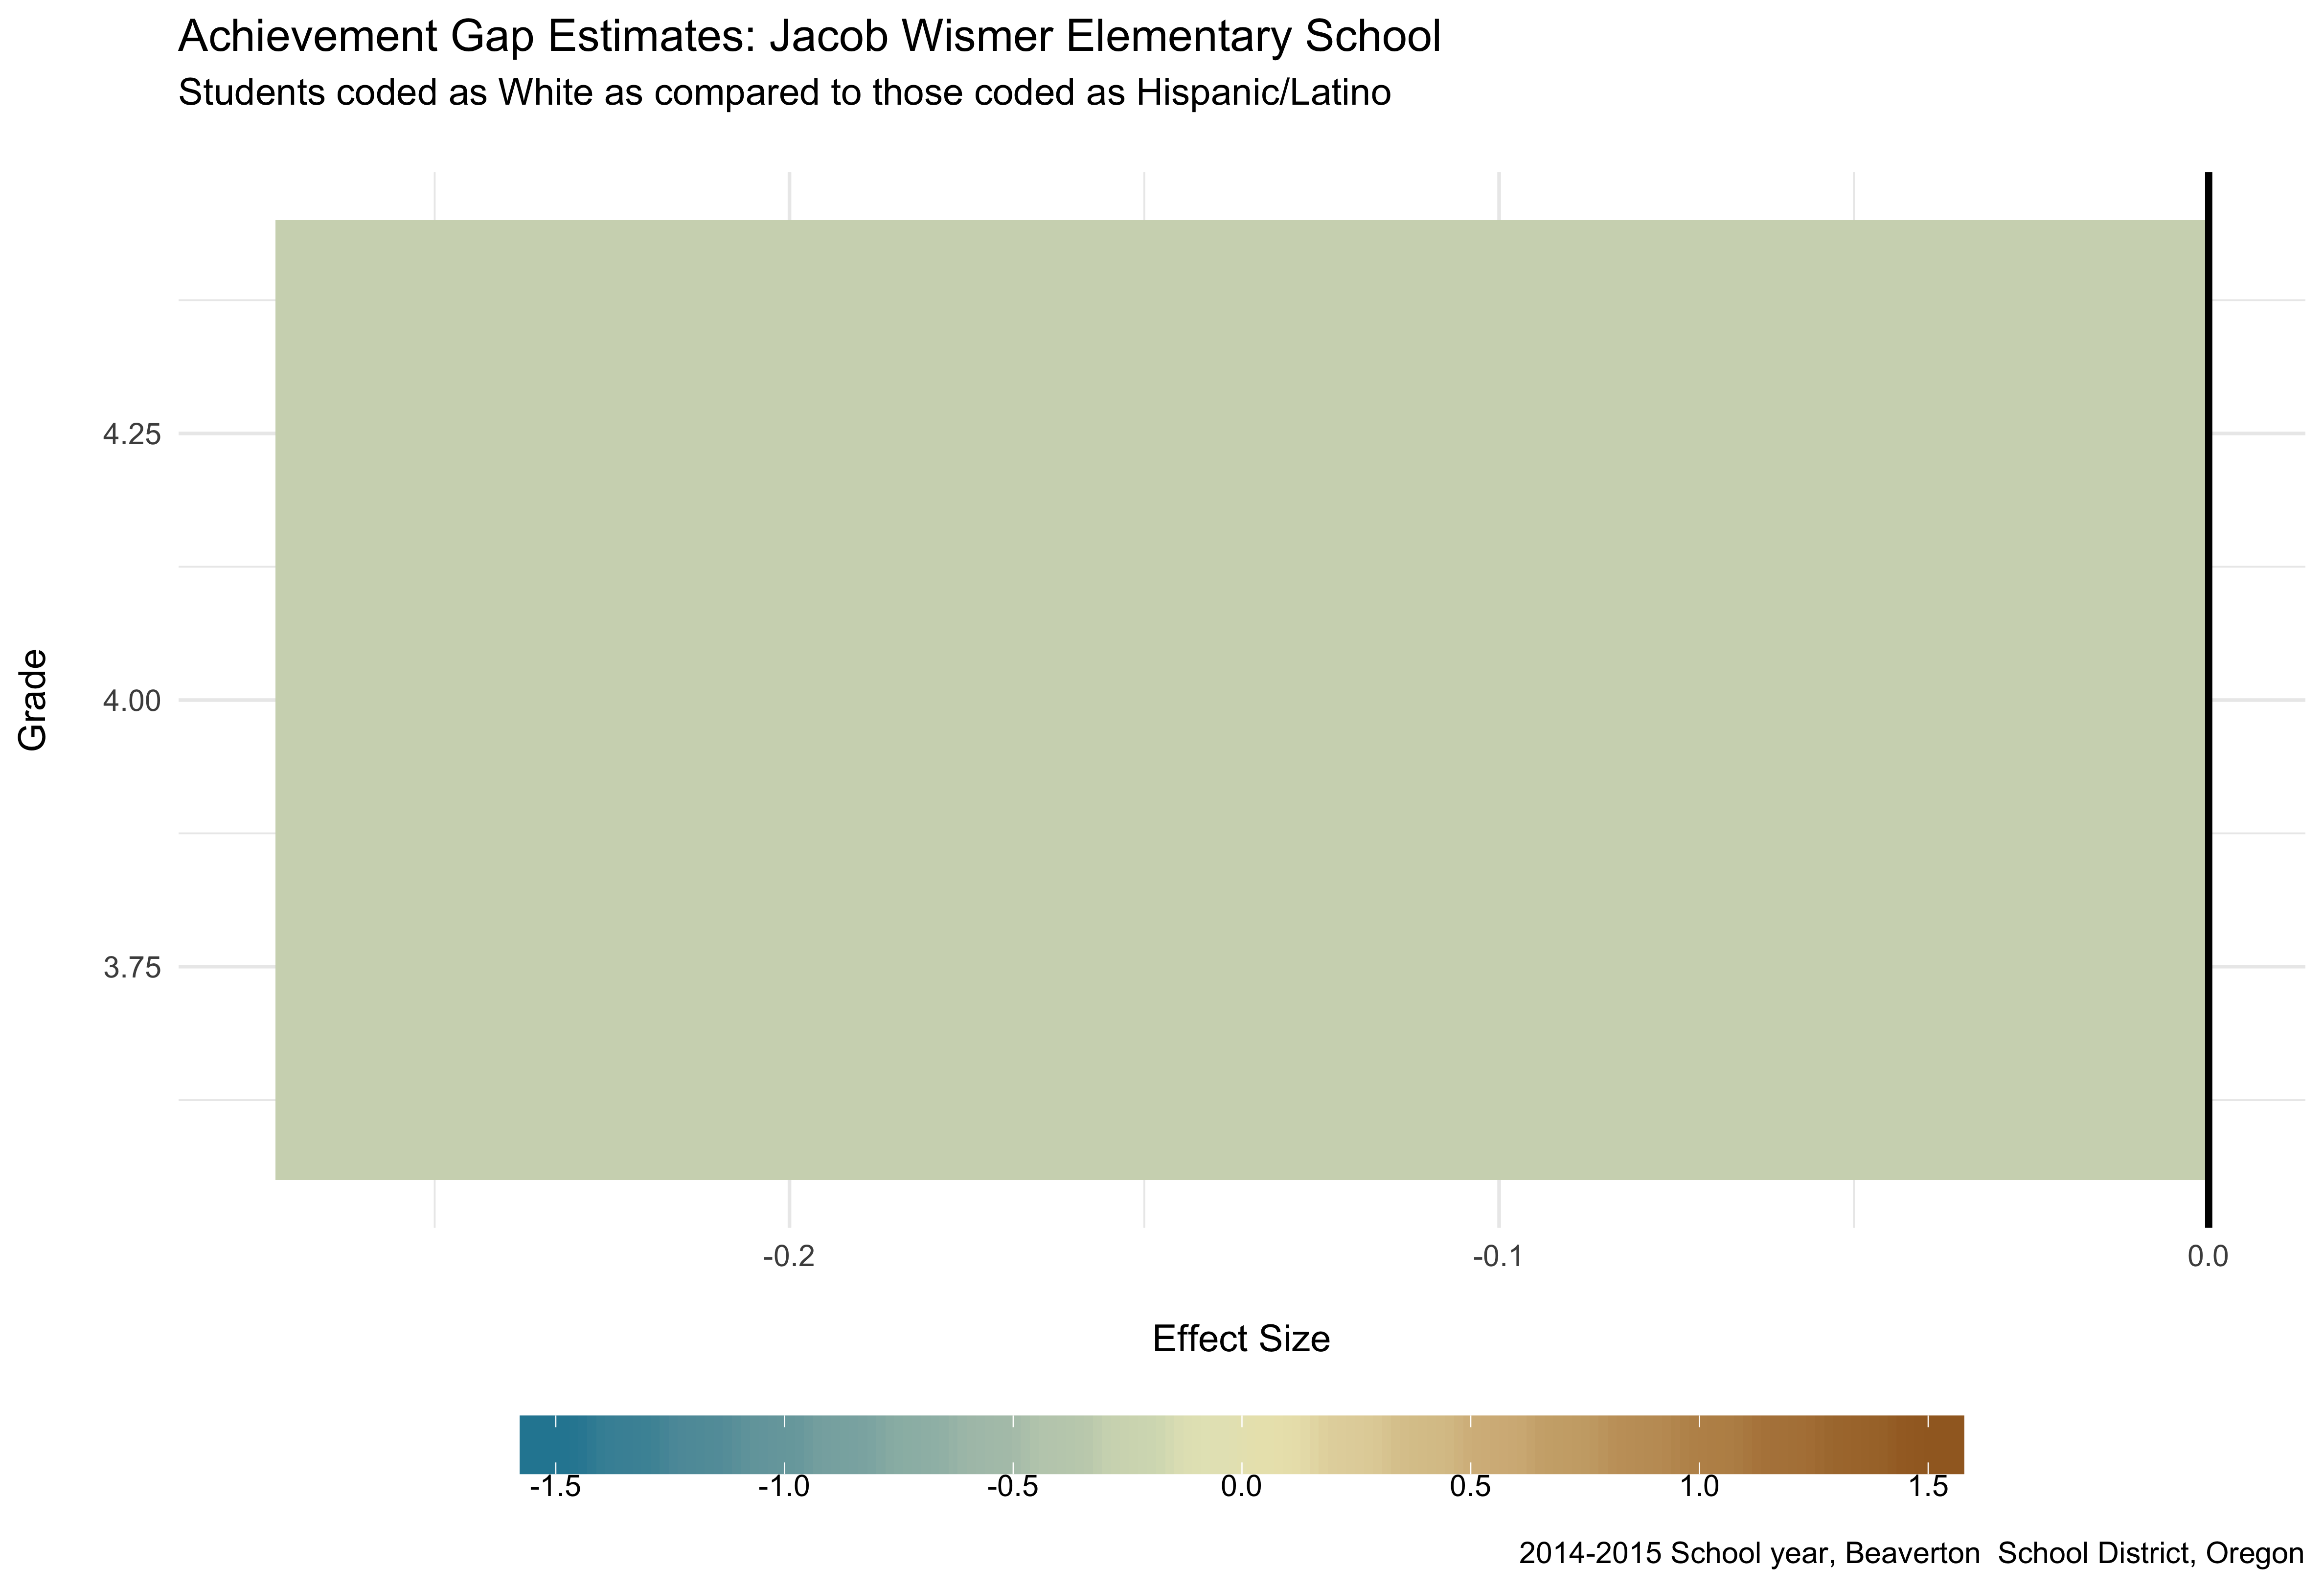 Achievement Gap Estimates: Jacob Wismer Elementary School
Students coded as White as compared to those coded as Hispanic/Latino
Grade
4.25
4.00
3.75
-0.2 -0.1 0.0
Effect Size
-1.5 -1.0 -0.5 0.0 0.5 1.0 1.5
2014-2015 School year, Beaverton  School District, Oregon